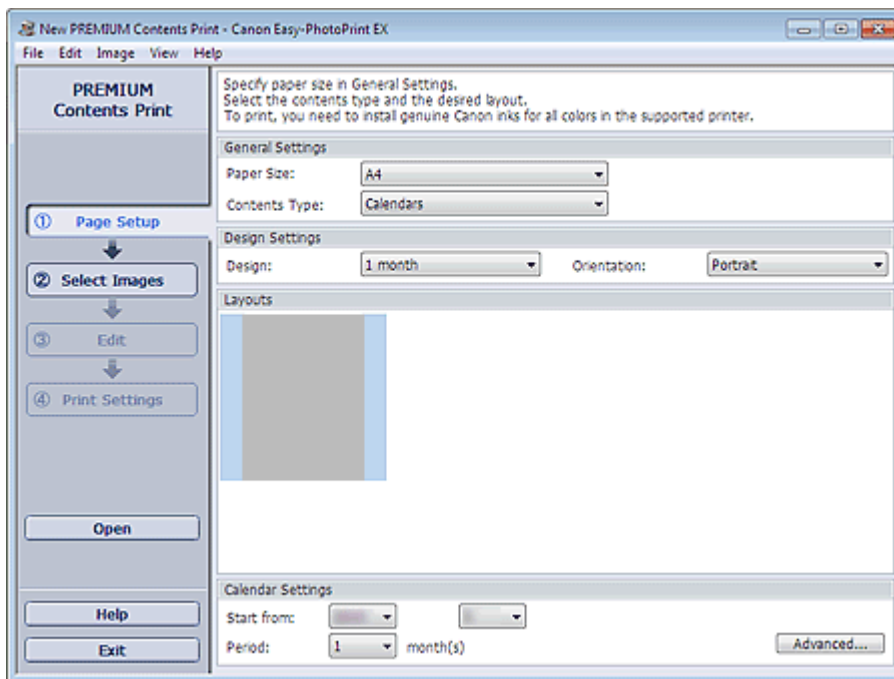 New PREMIUM Contents Print - Canon Easy-PhotoPrint EX
File Edit Image View Help
PREMIUM
Contents Print
① Page Setup
② Select Images
③ Edit
④ Print Settings
Open
Help
Exit
Specify paper size in General Settings.
Select the contents type and the desired layout.
To print, you need to install genuine Canon inks for all colors in the supported printer.
General Settings
Paper Size: A4
Contents Type: Calendars
Design Settings
Design: 1 month Orientation: Portrait
Layouts
Calendar Settings
Start from:
Period: 1 month(s) Advanced...